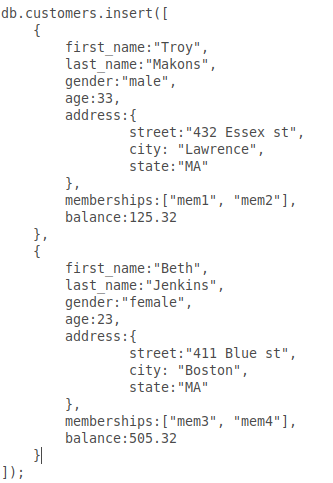 db.customers.insert([
    {
        first_name:"Troy",
        last_name:"Makons",
        gender:"male",
        age:33,
        address:{
                street:"432 Essex st",
                city: "Lawrence",
                state:"MA"
        },
        memberships:["mem1", "mem2"],
        balance:125.32
    },
    {
        first_name:"Beth",
        last_name:"Jenkins",
        gender:"female",
        age:23,
        address:{
                street:"411 Blue st",
                city: "Boston",
                state:"MA"
        },
        memberships:["mem3", "mem4"],
        balance:505.32
    }
]);